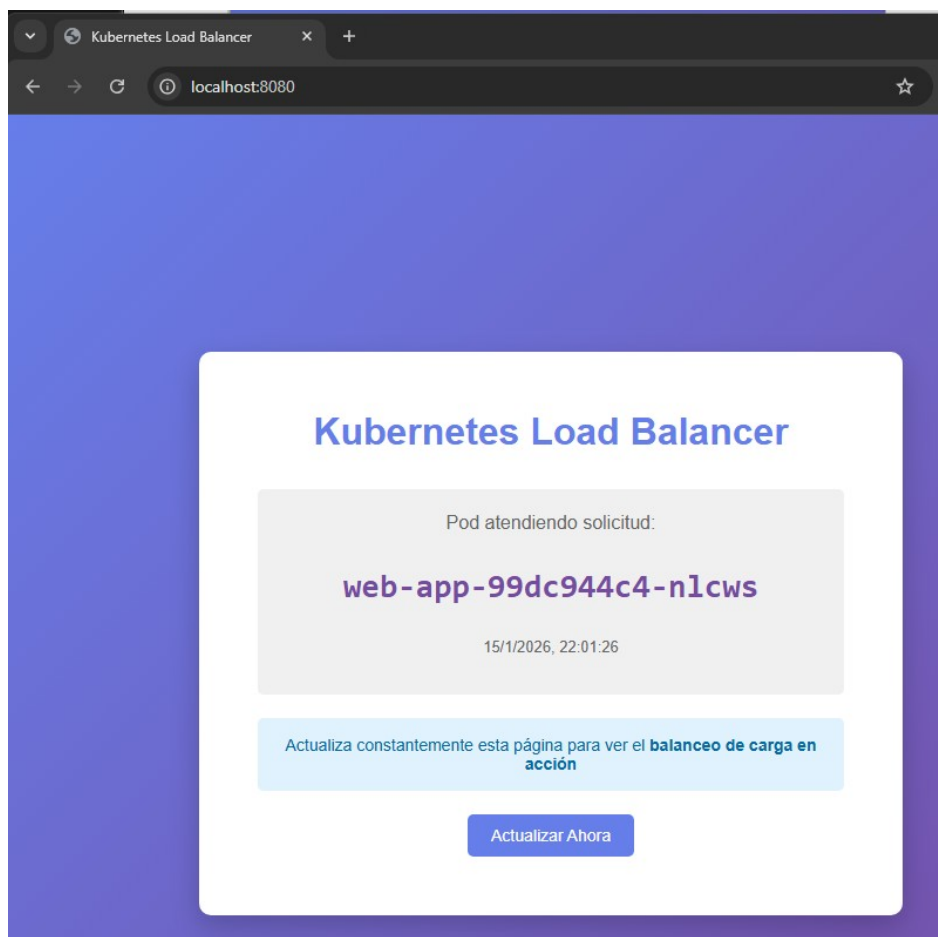 Kubernetes Load Balancer
localhost:8080
Kubernetes Load Balancer
Pod atendiendo solicitud:
web-app-99dc944c4-nlcws
15/1/2026, 22:01:26
Actualiza constantemente esta página para ver el balanceo de carga en
acción
Actualizar Ahora